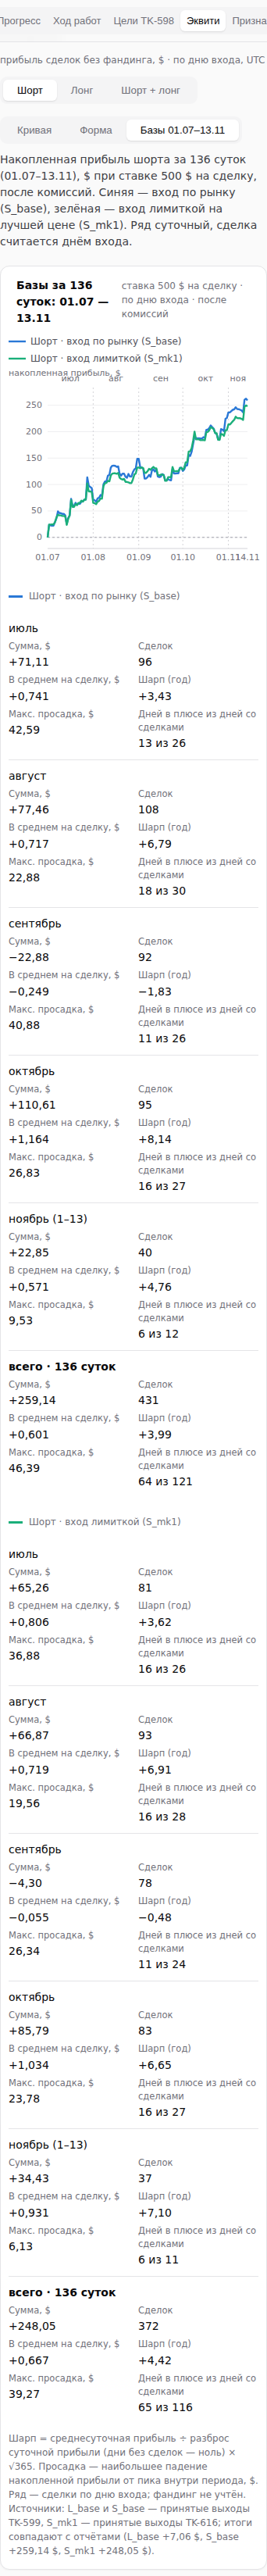 Прогресс Ход работ Цели TK-598 Эквити Призна
прибыль сделок без фандинга, $ · по дню входа, UTC
Шорт Лонг Шорт + лонг
Кривая Форма Базы 01.07–13.11
Накопленная прибыль шорта за 136 суток
(01.07–13.11), $ при ставке 500 $ на сделку,
после комиссий. Синяя — вход по рынку
(S_base), зелёная — вход лимиткой на
лучшей цене (S_mk1). Ряд суточный, сделка
считается днём входа.
Базы за 136
суток: 01.07 —
13.11
ставка 500 $ на сделку ·
по дню входа · после
комиссий
Шорт · вход по рынку (S_base)
Шорт · вход лимиткой (S_mk1)
накопленная прибыль, $
июл авг сен окт ноя
250
200
150
100
50
0
01.07 01.08 01.09 01.10 01.11 14.11
Шорт · вход по рынку (S_base)
июль
Сумма, $ Сделок
+71,11 96
В среднем на сделку, $ Шарп (год)
+0,741 +3,43
Макс. просадка, $ Дней в плюсе из дней со
сделками
42,59
13 из 26
август
Сумма, $ Сделок
+77,46 108
В среднем на сделку, $ Шарп (год)
+0,717 +6,79
Макс. просадка, $ Дней в плюсе из дней со
сделками
22,88
18 из 30
сентябрь
Сумма, $ Сделок
−22,88 92
В среднем на сделку, $ Шарп (год)
−0,249 −1,83
Макс. просадка, $ Дней в плюсе из дней со
сделками
40,88
11 из 26
октябрь
Сумма, $ Сделок
+110,61 95
В среднем на сделку, $ Шарп (год)
+1,164 +8,14
Макс. просадка, $ Дней в плюсе из дней со
сделками
26,83
16 из 27
ноябрь (1–13)
Сумма, $ Сделок
+22,85 40
В среднем на сделку, $ Шарп (год)
+0,571 +4,76
Макс. просадка, $ Дней в плюсе из дней со
сделками
9,53
6 из 12
всего · 136 суток
Сумма, $ Сделок
+259,14 431
В среднем на сделку, $ Шарп (год)
+0,601 +3,99
Макс. просадка, $ Дней в плюсе из дней со
сделками
46,39
64 из 121
Шорт · вход лимиткой (S_mk1)
июль
Сумма, $ Сделок
+65,26 81
В среднем на сделку, $ Шарп (год)
+0,806 +3,62
Макс. просадка, $ Дней в плюсе из дней со
сделками
36,88
16 из 26
август
Сумма, $ Сделок
+66,87 93
В среднем на сделку, $ Шарп (год)
+0,719 +6,91
Макс. просадка, $ Дней в плюсе из дней со
сделками
19,56
16 из 28
сентябрь
Сумма, $ Сделок
−4,30 78
В среднем на сделку, $ Шарп (год)
−0,055 −0,48
Макс. просадка, $ Дней в плюсе из дней со
сделками
26,34
11 из 24
октябрь
Сумма, $ Сделок
+85,79 83
В среднем на сделку, $ Шарп (год)
+1,034 +6,65
Макс. просадка, $ Дней в плюсе из дней со
сделками
23,78
16 из 27
ноябрь (1–13)
Сумма, $ Сделок
+34,43 37
В среднем на сделку, $ Шарп (год)
+0,931 +7,10
Макс. просадка, $ Дней в плюсе из дней со
сделками
6,13
6 из 11
всего · 136 суток
Сумма, $ Сделок
+248,05 372
В среднем на сделку, $ Шарп (год)
+0,667 +4,42
Макс. просадка, $ Дней в плюсе из дней со
сделками
39,27
65 из 116
Шарп = среднесуточная прибыль ÷ разброс
суточной прибыли (дни без сделок — ноль) ×
√365. Просадка — наибольшее падение
накопленной прибыли от пика внутри периода, $.
Ряд — сделки по дню входа; фандинг не учтён.
Источники: L_base и S_base — принятые выходы
TK-599, S_mk1 — принятые выходы TK-616; итоги
совпадают с отчётами (L_base +7,06 $, S_base
+259,14 $, S_mk1 +248,05 $).